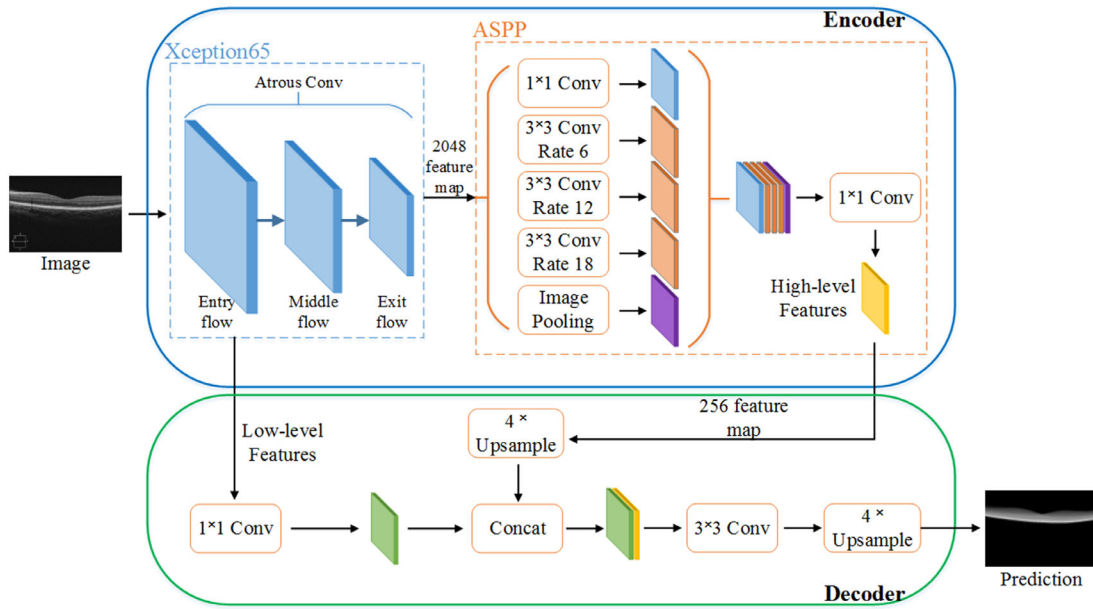 Encoder
Xception65
ASPP
Atrous Conv
1×1 Conv
3×3 Conv
Rate 6
3×3 Conv
Rate 12
3×3 Conv
Rate 18
Image
Pooling
2048
feature
map
1×1 Conv
Image
Entry
flow
Middle
flow
Exit
flow
High-level
Features
256 feature
map
Low-level
Features
4 ×
Upsample
1×1 Conv
Concat
3×3 Conv
4 ×
Upsample
Prediction
Decoder